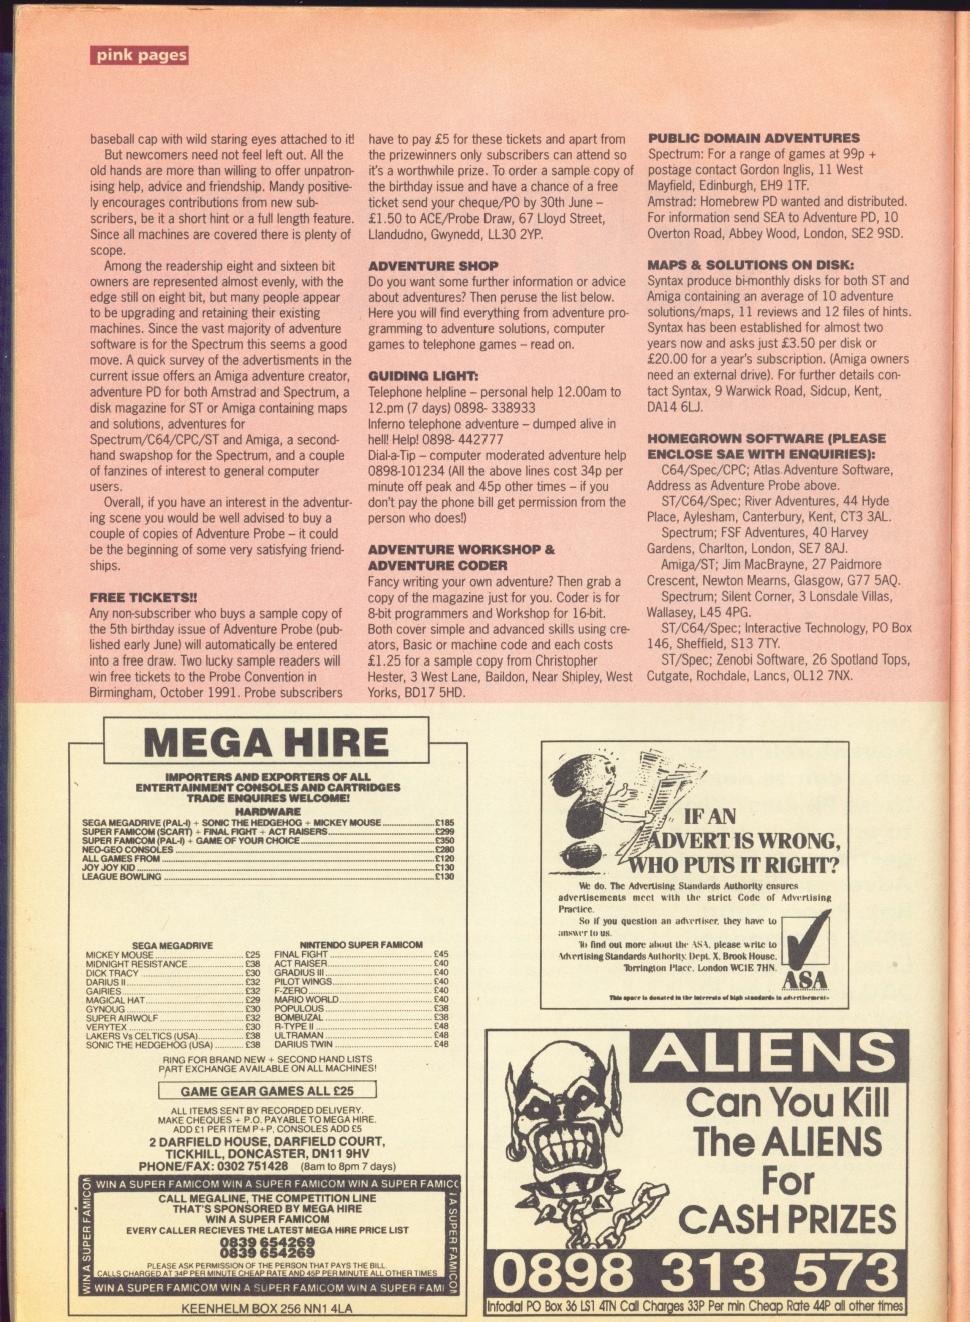 pink pages
baseball cap with wild staring eyes attached to it!
But newcomers need not feel left out. All the
old hands are more than willing to offer unpatron-
ising help, advice and friendship. Mandy positive-
ly encourages contributions from new sub-
scribers, be it a short hint or a full length feature.
Since all machines are covered there is plenty of
scope.
Among the readership eight and sixteen bit
owners are represented almost evenly, with the
edge still on eight bit, but many people appear
to be upgrading and retaining their existing
machines. Since the vast majority of adventure
software is for the Spectrum this seems a good
move. A quick survey of the advertisments in the
current issue offers an Amiga adventure creator,
adventure PD for both Amstrad and Spectrum, a
disk magazine for ST or Amiga containing maps
and solutions, adventures for
Spectrum/C64/CPC/ST and Amiga, a second-
hand swapshop for the Spectrum, and a couple
of fanzines of interest to general computer
users.
Overall, if you have an interest in the adventur-
ing scene you would be well advised to buy a
couple of copies of Adventure Probe – it could
be the beginning of some very satisfying friend-
ships.
FREE TICKETS!!
Any non-subscriber who buys a sample copy of
the 5th birthday issue of Adventure Probe (pub-
lished early June) will automatically be entered
into a free draw. Two lucky sample readers will
win free tickets to the Probe Convention in
Birmingham, October 1991. Probe subscribers
have to pay £5 for these tickets and apart from
the prizewinners only subscribers can attend so
it's a worthwhile prize. To order a sample copy of
the birthday issue and have a chance of a free
ticket send your cheque/PO by 30th June –
£1.50 to ACE/Probe Draw, 67 Lloyd Street,
Llandudno, Gwynedd, LL30 2YP.
ADVENTURE SHOP
Do you want some further information or advice
about adventures? Then peruse the list below.
Here you will find everything from adventure pro-
gramming to adventure solutions, computer
games to telephone games – read on.
GUIDING LIGHT:
Telephone helpline – personal help 12.00am to
12.pm (7 days) 0898- 338933
Inferno telephone adventure – dumped alive in
hell! Help! 0898- 442777
Dial-a-Tip – computer moderated adventure help
0898-101234 (All the above lines cost 34p per
minute off peak and 45p other times – if you
don't pay the phone bill get permission from the
person who does!)
ADVENTURE WORKSHOP &
ADVENTURE CODER
Fancy writing your own adventure? Then grab a
copy of the magazine just for you. Coder is for
8-bit programmers and Workshop for 16-bit.
Both cover simple and advanced skills using cre-
ators, Basic or machine code and each costs
£1.25 for a sample copy from Christopher
Hester, 3 West Lane, Baildon, Near Shipley, West
Yorks, BD17 5HD.
PUBLIC DOMAIN ADVENTURES
Spectrum: For a range of games at 99p +
postage contact Gordon Inglis, 11 West
Mayfield, Edinburgh, EH9 1TF.
Amstrad: Homebrew PD wanted and distributed.
For information send SEA to Adventure PD, 10
Overton Road, Abbey Wood, London, SE2 9SD.
MAPS & SOLUTIONS ON DISK:
Syntax produce bi-monthly disks for both ST and
Amiga containing an average of 10 adventure
solutions/maps, 11 reviews and 12 files of hints.
Syntax has been established for almost two
years now and asks just £3.50 per disk or
£20.00 for a year's subscription. (Amiga owners
need an external drive). For further details con-
tact Syntax, 9 Warwick Road, Sidcup, Kent,
DA14 6LJ.
HOMEGROWN SOFTWARE (PLEASE
ENCLOSE SAE WITH ENQUIRIES):
C64/Spec/CPC; Atlas Adventure Software,
Address as Adventure Probe above.
ST/C64/Spec; River Adventures, 44 Hyde
Place, Aylesham, Canterbury, Kent, CT3 3AL.
Spectrum; FSF Adventures, 40 Harvey
Gardens, Charlton, London, SE7 8AJ.
Amiga/ST; Jim MacBrayne, 27 Paidmore
Crescent, Newton Mearns, Glasgow, G77 5AQ.
Spectrum; Silent Corner, 3 Lonsdale Villas,
Wallasey, L45 4PG.
ST/C64/Spec; Interactive Technology, PO Box
146, Sheffield, S13 7TY.
ST/Spec; Zenobi Software, 26 Spotland Tops,
Cutgate, Rochdale, Lancs, OL12 7NX.
MEGA HIRE
IMPORTERS AND EXPORTERS OF ALL
ENTERTAINMENT CONSOLES AND CARTRIDGES
TRADE ENQUIRES WELCOME!
HARDWARE
SEGA MEGADRIVE (PAL-I) + SONIC THE HEDGEHOG + MICKEY MOUSE £185
SUPER FAMICOM (SCART) + FINAL FIGHT + ACT RAISERS £299
SUPER FAMICOM (PAL-I) + GAME OF YOUR CHOICE £350
NEO-GEO CONSOLES £280
ALL GAMES FROM £120
JOY JOY KID £130
LEAGUE BOWLING £130
SEGA MEGADRIVE
MICKEY MOUSE £25
MIDNIGHT RESISTANCE £38
DICK TRACY £30
DARIUS II £32
GAIRIES £32
MAGICAL HAT £29
GYNOUG £30
SUPER AIRWOLF £32
VERYTEX £30
LAKERS Vs CELTICS (USA) £38
SONIC THE HEDGEHOG (USA) £38
NINTENDO SUPER FAMICOM
FINAL FIGHT £45
ACT RAISER £40
GRADIUS III £40
PILOT WINGS £40
F-ZERO £40
MARIO WORLD £40
POPULOUS £38
BOMBUZAL £38
R-TYPE II £48
ULTRAMAN £48
DARIUS TWIN £48
RING FOR BRAND NEW + SECOND HAND LISTS
PART EXCHANGE AVAILABLE ON ALL MACHINES!
GAME GEAR GAMES ALL £25
ALL ITEMS SENT BY RECORDED DELIVERY.
MAKE CHEQUES + P.O. PAYABLE TO MEGA HIRE.
ADD £1 PER ITEM P+P, CONSOLES ADD £5
2 DARFIELD HOUSE, DARFIELD COURT,
TICKHILL, DONCASTER, DN11 9HV
PHONE/FAX: 0302 751428 (8am to 8pm 7 days)
WIN A SUPER FAMICOM WIN A SUPER FAMICOM WIN A SUPER FAMICO
WIN A SUPER FAMICOM
CALL MEGALINE, THE COMPETITION LINE
THAT'S SPONSORED BY MEGA HIRE
WIN A SUPER FAMICOM
EVERY CALLER RECIEVES THE LATEST MEGA HIRE PRICE LIST
0839 654269
0839 654269
PLEASE ASK PERMISSION OF THE PERSON THAT PAYS THE BILL.
CALLS CHARGED AT 34P PER MINUTE CHEAP RATE AND 45P PER MINUTE ALL OTHER TIMES
A SUPER FAMICOM
WIN A SUPER FAMICOM WIN A SUPER FAMICOM WIN A SUPER FAMI
KEENHELM BOX 256 NN1 4LA
IF AN
ADVERT IS WRONG,
WHO PUTS IT RIGHT?
We do. The Advertising Standards Authority ensures
advertisements meet with the strict Code of Advertising
Practice.
So if you question an advertiser, they have to
answer to us.
To find out more about the ASA, please write to
Advertising Standards Authority, Dept. X, Brook House,
Torrington Place, London WC1E 7HN.
ASA
This space is donated in the interests of high standards in advertisements
ALIENS
Can You Kill
The ALIENS
For
CASH PRIZES
0898 313 573
Infodial PO Box 36 LS1 4TN Call Charges 33P Per min Cheap Rate 44P all other times